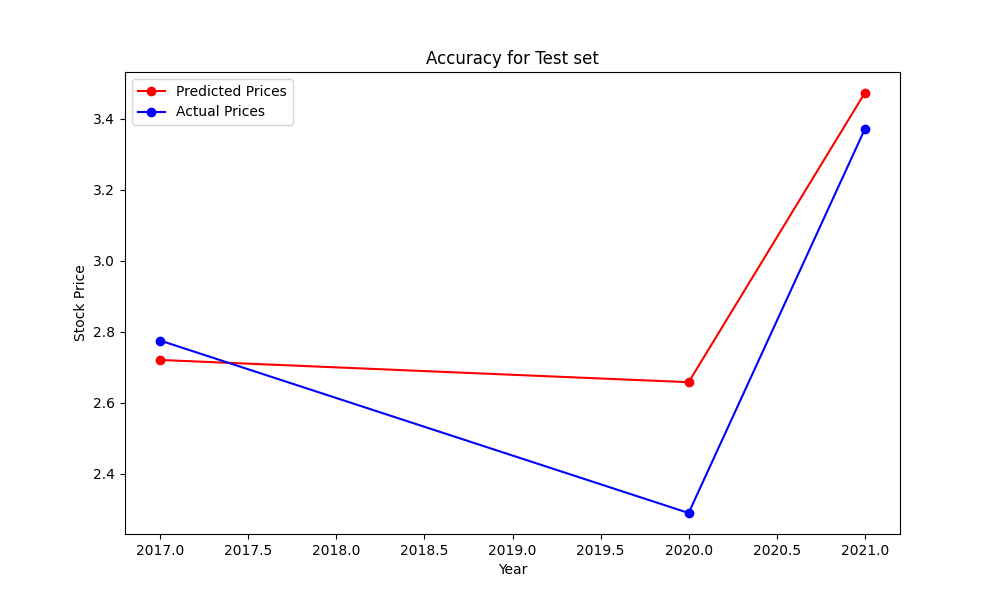 Accuracy for Test set
Predicted Prices
Actual Prices
3.4
3.2
3.0
2.8
2.6
2.4
Stock Price
2017.0 2017.5 2018.0 2018.5 2019.0 2019.5 2020.0 2020.5 2021.0
Year